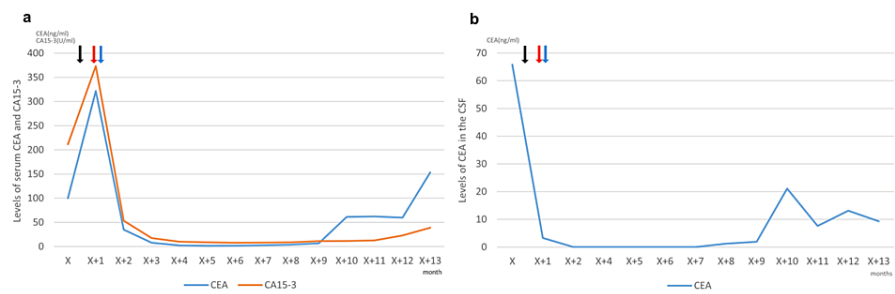 a
CEA(ng/ml)
CA15-3(U/ml)
Levels of serum CEA and CA15-3
400
350
300
250
200
150
100
50
0
X X+1 X+2 X+3 X+4 X+5 X+6 X+7 X+8 X+9 X+10 X+11 X+12 X+13
month
CEA CA15-3
b
CEA(ng/ml)
Levels of CEA in the CSF
70
60
50
40
30
20
10
0
X X+1 X+2 X+4 X+5 X+6 X+7 X+8 X+9 X+10 X+11 X+12 X+13
months
CEA